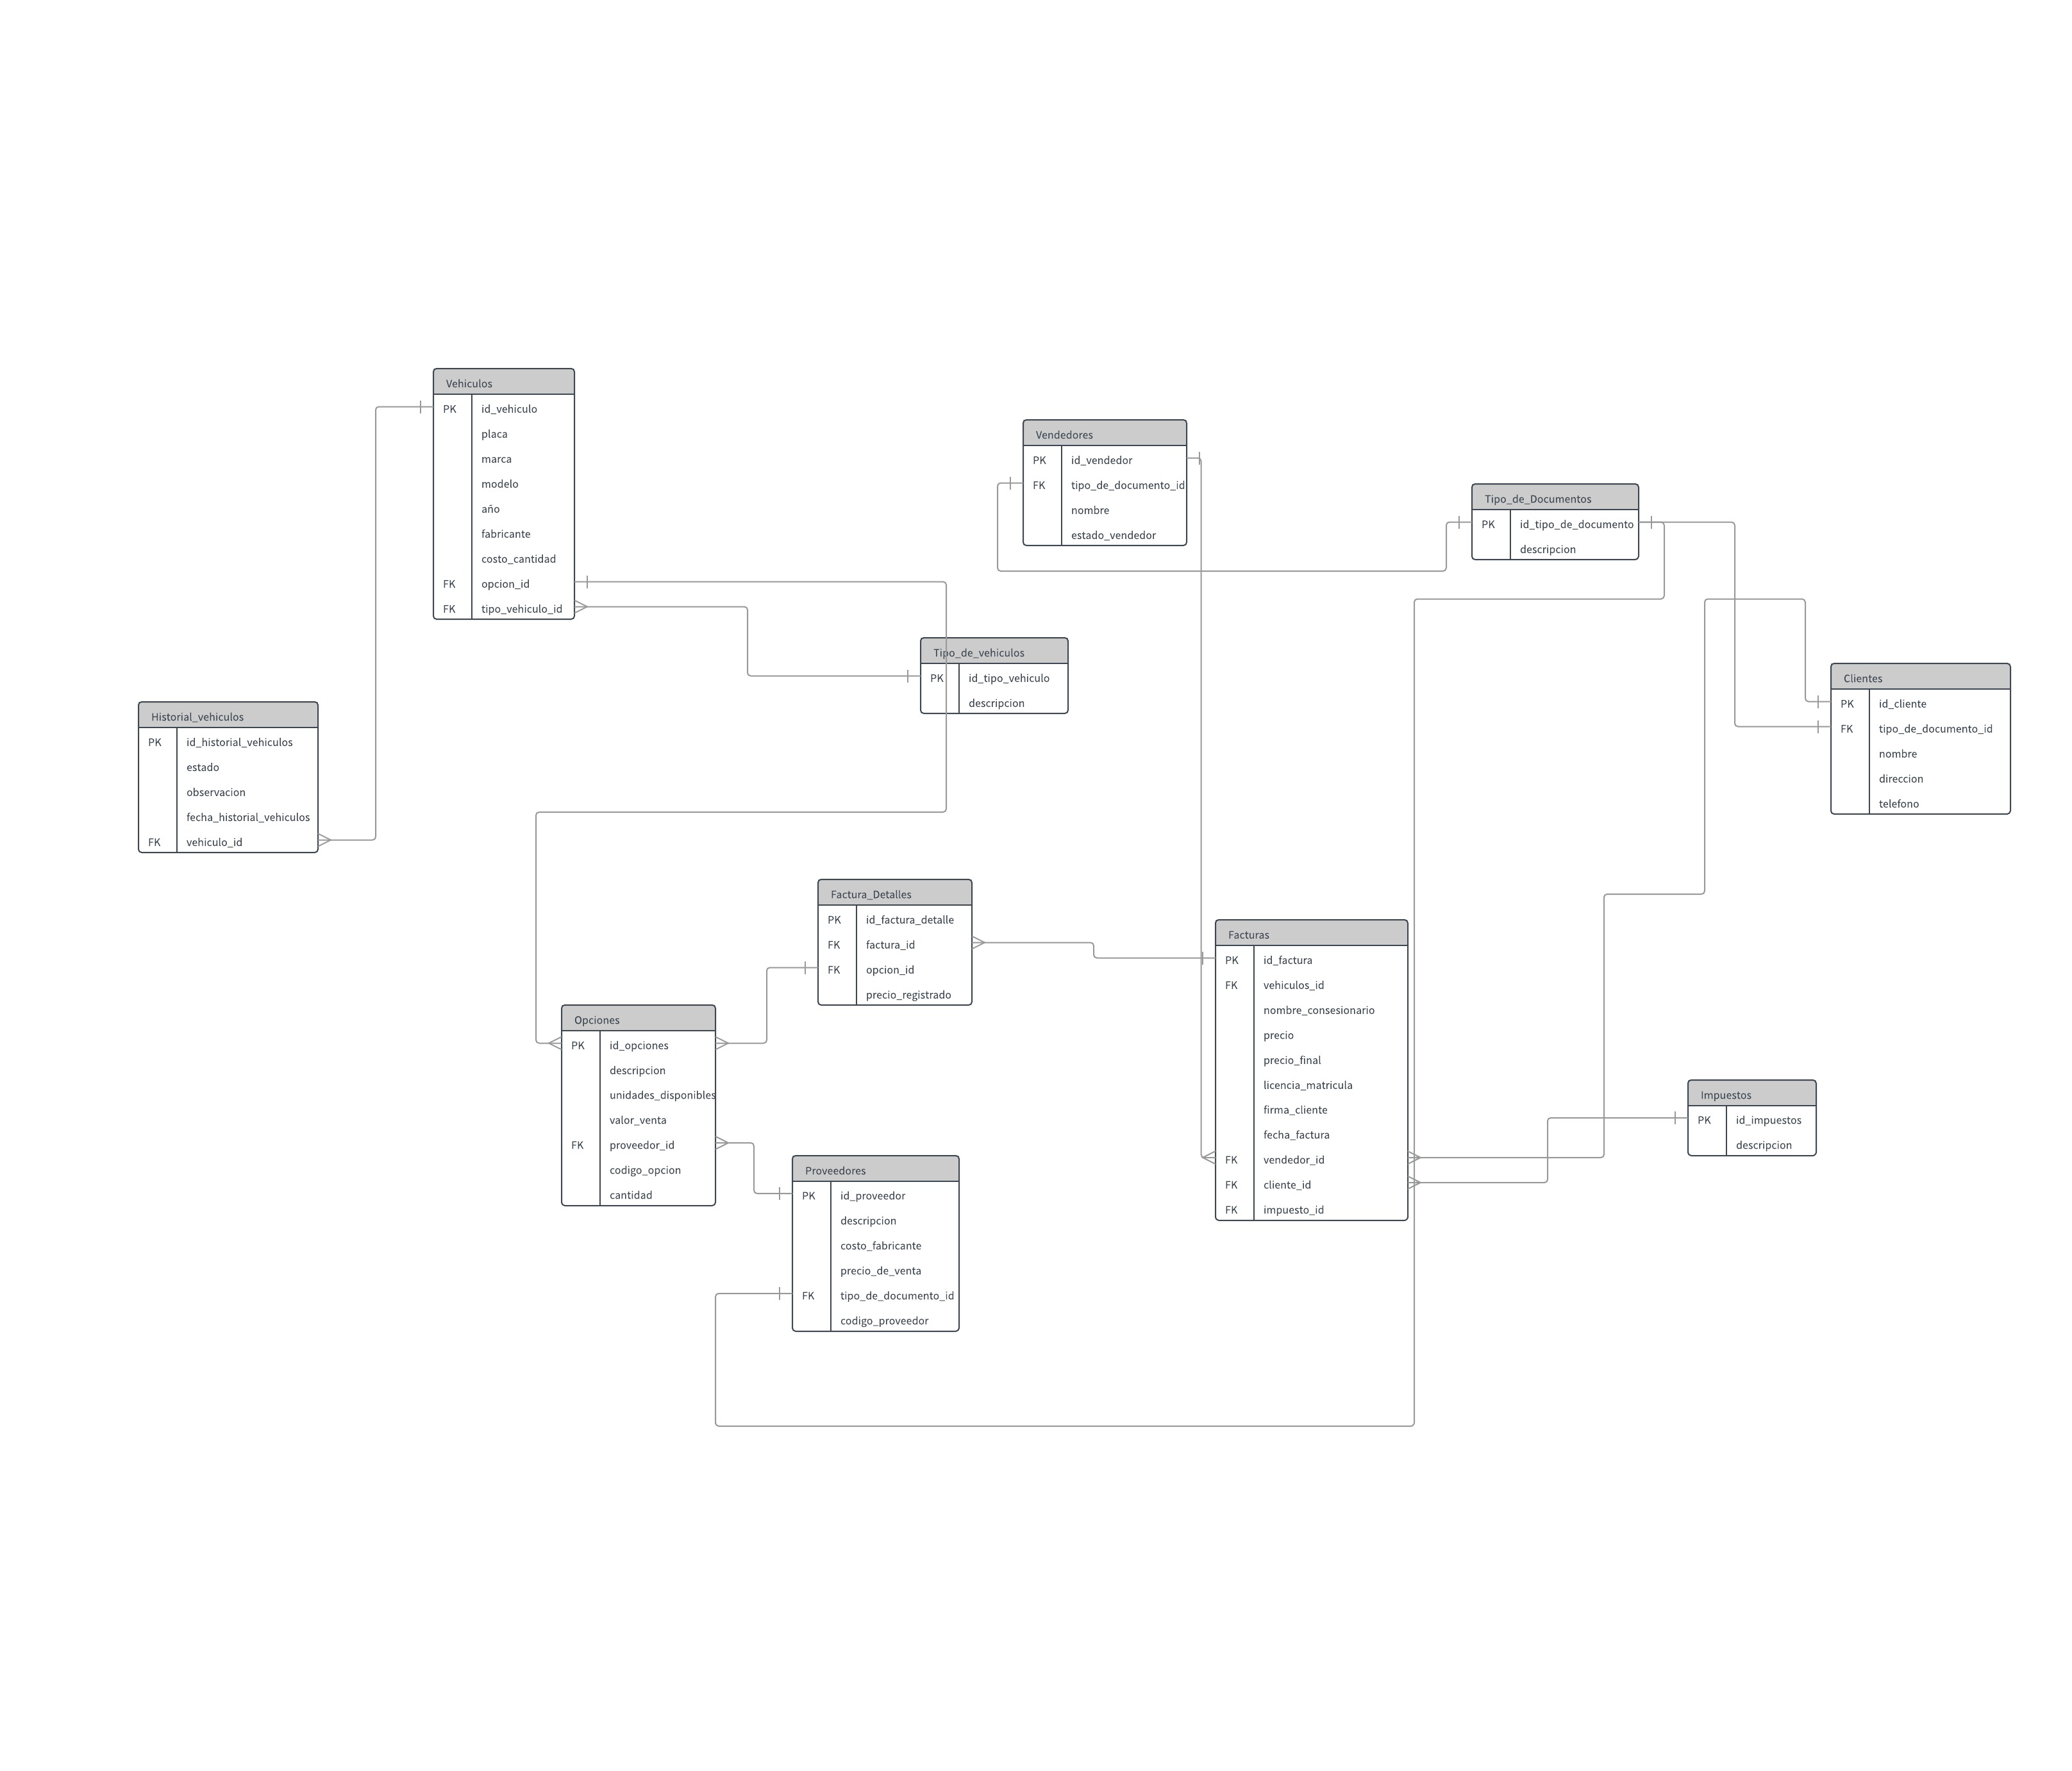 Vehiculos
PK id_vehiculo
placa
marca
modelo
año
fabricante
costo_cantidad
FK opcion_id
FK tipo_vehiculo_id
Vendedores
PK id_vendedor
FK tipo_de_documento_id
nombre
estado_vendedor
Tipo_de_Documentos
PK id_tipo_de_documento
descripcion
Tipo_de_vehiculos
PK id_tipo_vehiculo
descripcion
Clientes
PK id_cliente
FK tipo_de_documento_id
nombre
direccion
telefono
Historial_vehiculos
PK id_historial_vehiculos
estado
observacion
fecha_historial_vehiculos
FK vehiculo_id
Factura_Detalles
PK id_factura_detalle
FK factura_id
FK opcion_id
precio_registrado
Facturas
PK id_factura
FK vehiculos_id
nombre_consesionario
precio
precio_final
licencia_matricula
firma_cliente
fecha_factura
FK vendedor_id
FK cliente_id
FK impuesto_id
Opciones
PK id_opciones
descripcion
unidades_disponibles
valor_venta
FK proveedor_id
codigo_opcion
cantidad
Impuestos
PK id_impuestos
descripcion
Proveedores
PK id_proveedor
descripcion
costo_fabricante
precio_de_venta
FK tipo_de_documento_id
codigo_proveedor